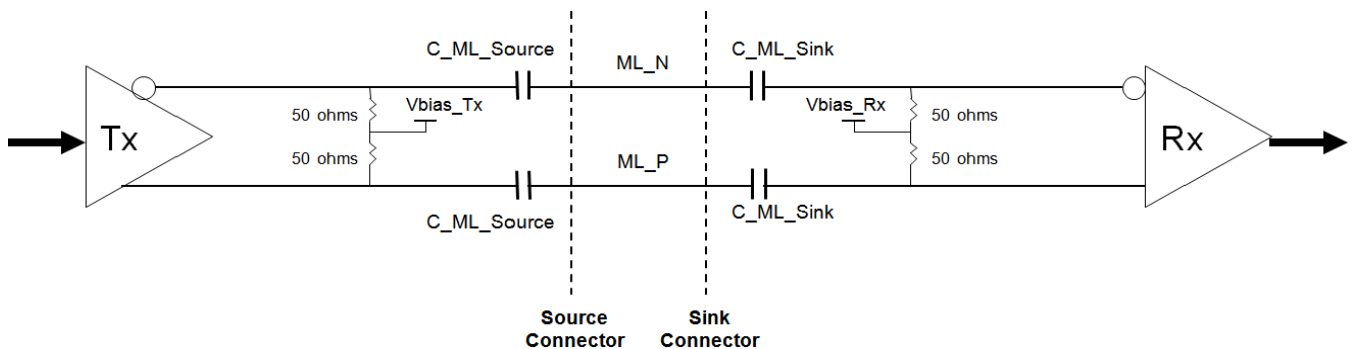 C_ML_Source
ML_N
C_ML_Sink
50 ohms
Vbias_Tx
Vbias_Rx
50 ohms
Tx
Rx
50 ohms
ML_P
50 ohms
C_ML_Source
C_ML_Sink
Source
Connector
Sink
Connector